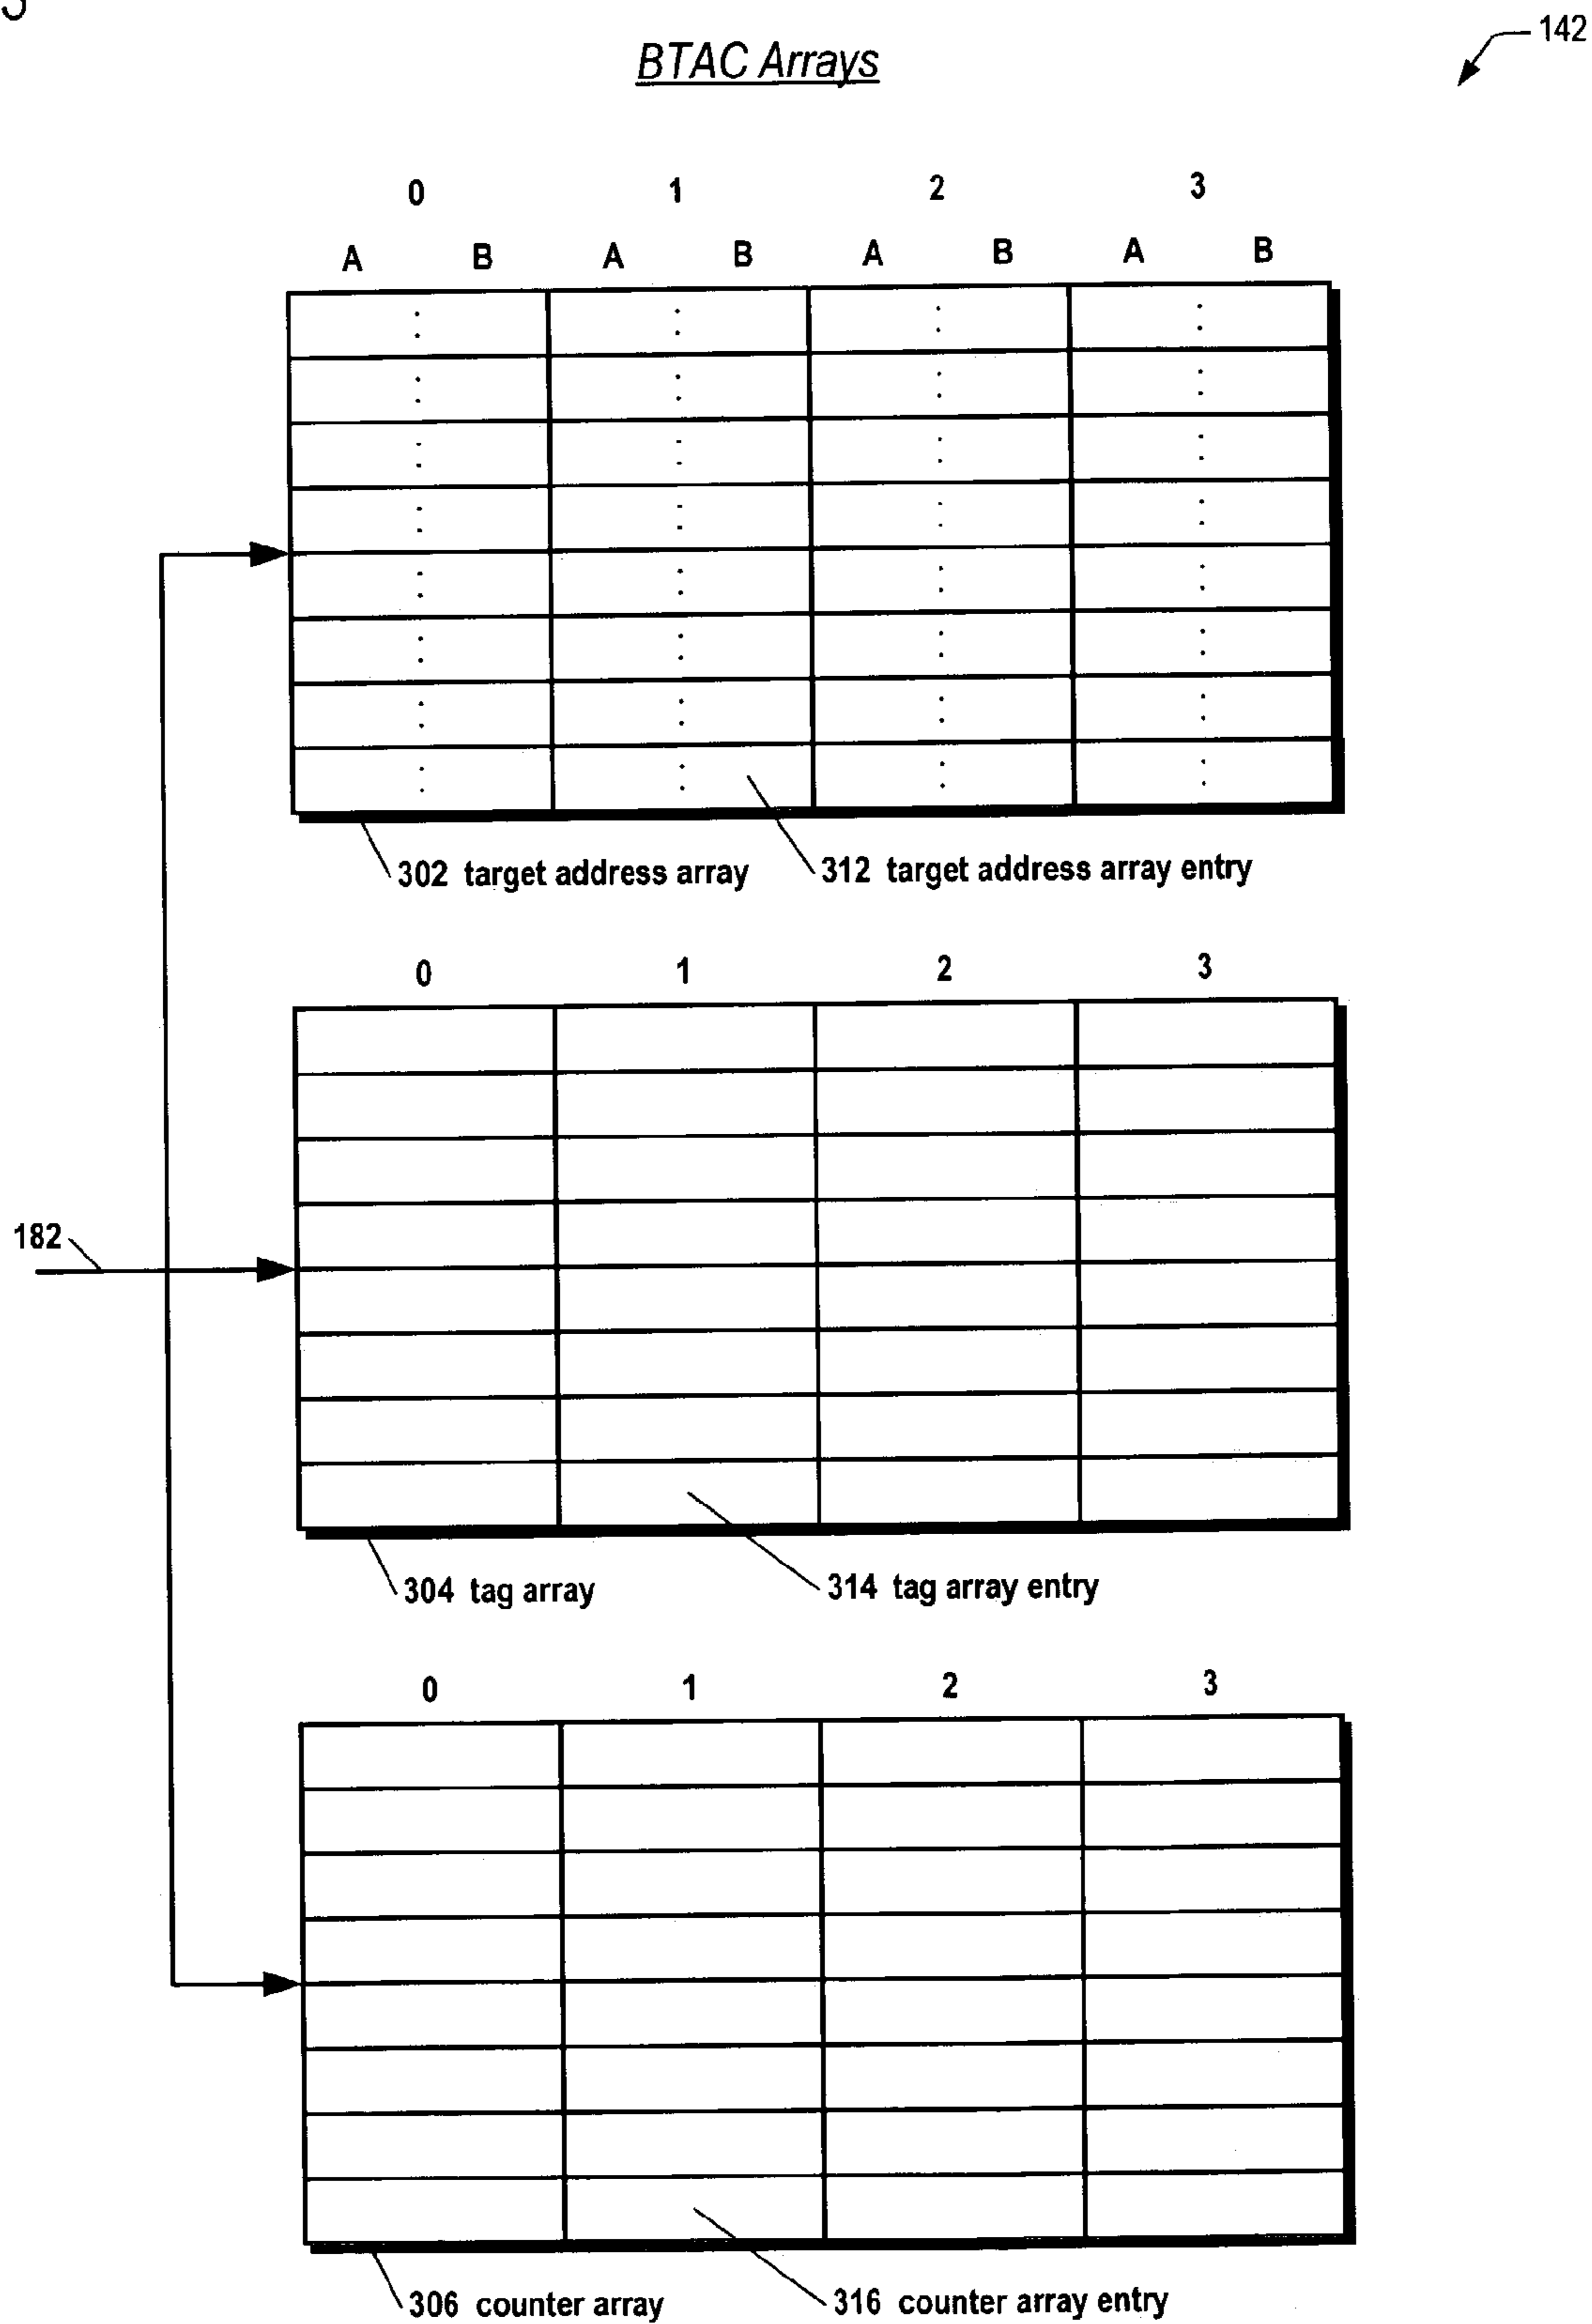 BTAC Arrays
142
0 1 2 3
A B A B A B A B
302 target address array 312 target address array entry
0 1 2 3
182
304 tag array 314 tag array entry
0 1 2 3
306 counter array 316 counter array entry